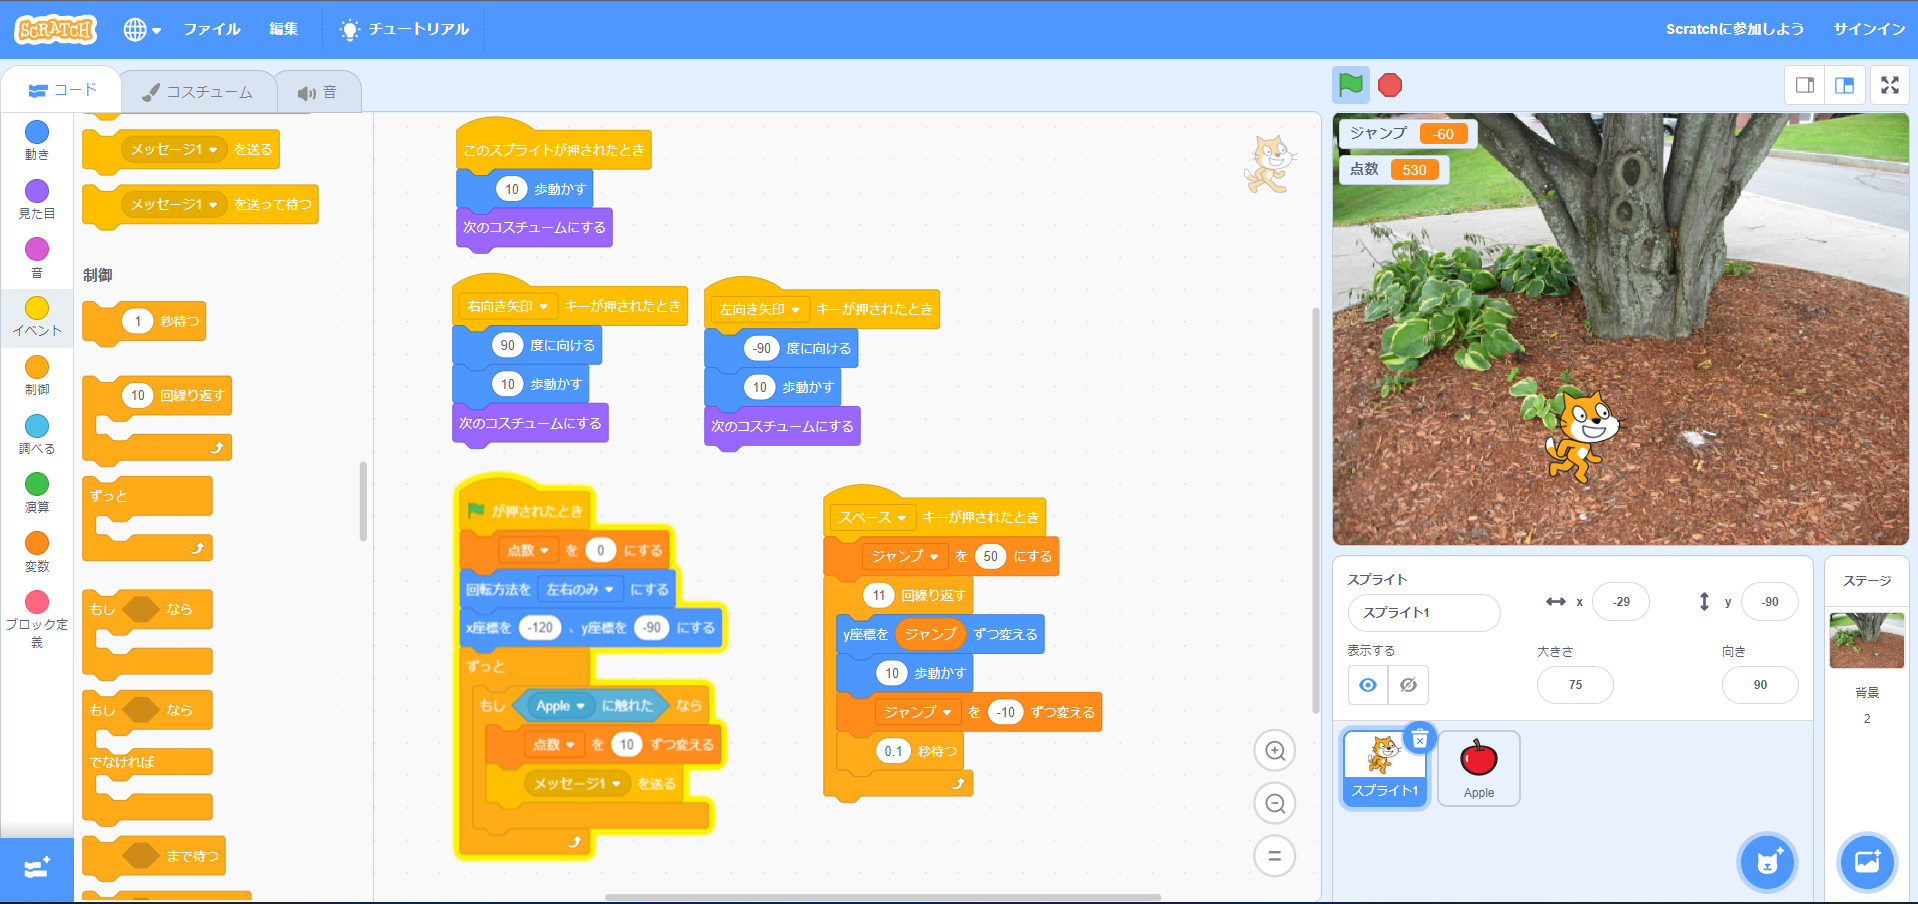 SCRATCH
ファイル
編集
チュートリアル
Scratchに参加しよう
サインイン
コード
コスチューム
音
動き
見た目
音
イベント
制御
調べる
演算
変数
ブロック定義
メッセージ1 を送る
メッセージ1 を送って待つ
制御
1 秒待つ
10 回繰り返す
ずっと
もし なら
もし なら
でなければ
まで待つ
このスプライトが押されたとき
10 歩動かす
次のコスチュームにする
右向き矢印 キーが押されたとき
90 度に向ける
10 歩動かす
次のコスチュームにする
左向き矢印 キーが押されたとき
-90 度に向ける
10 歩動かす
次のコスチュームにする
が押されたとき
点数 を 0 にする
回転方法を 左右のみ にする
x座標を -120 、y座標を -90 にする
ずっと
もし Apple に触れた なら
点数 を 10 ずつ変える
メッセージ1 を送る
スペース キーが押されたとき
ジャンプ を 50 にする
11 回繰り返す
y座標を ジャンプ ずつ変える
10 歩動かす
ジャンプ を -10 ずつ変える
0.1 秒待つ
ジャンプ -60
点数 530
スプライト
スプライト1
x -29
y -90
表示する
大きさ
75
向き
90
スプライト1
Apple
ステージ
背景
2